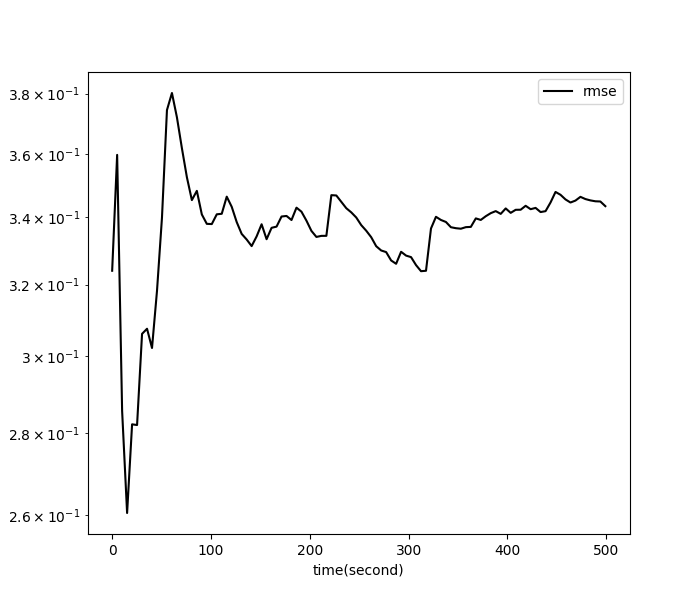 rmse
3.8 × 10⁻¹
3.6 × 10⁻¹
3.4 × 10⁻¹
3.2 × 10⁻¹
3 × 10⁻¹
2.8 × 10⁻¹
2.6 × 10⁻¹
0 100 200 300 400 500
time(second)